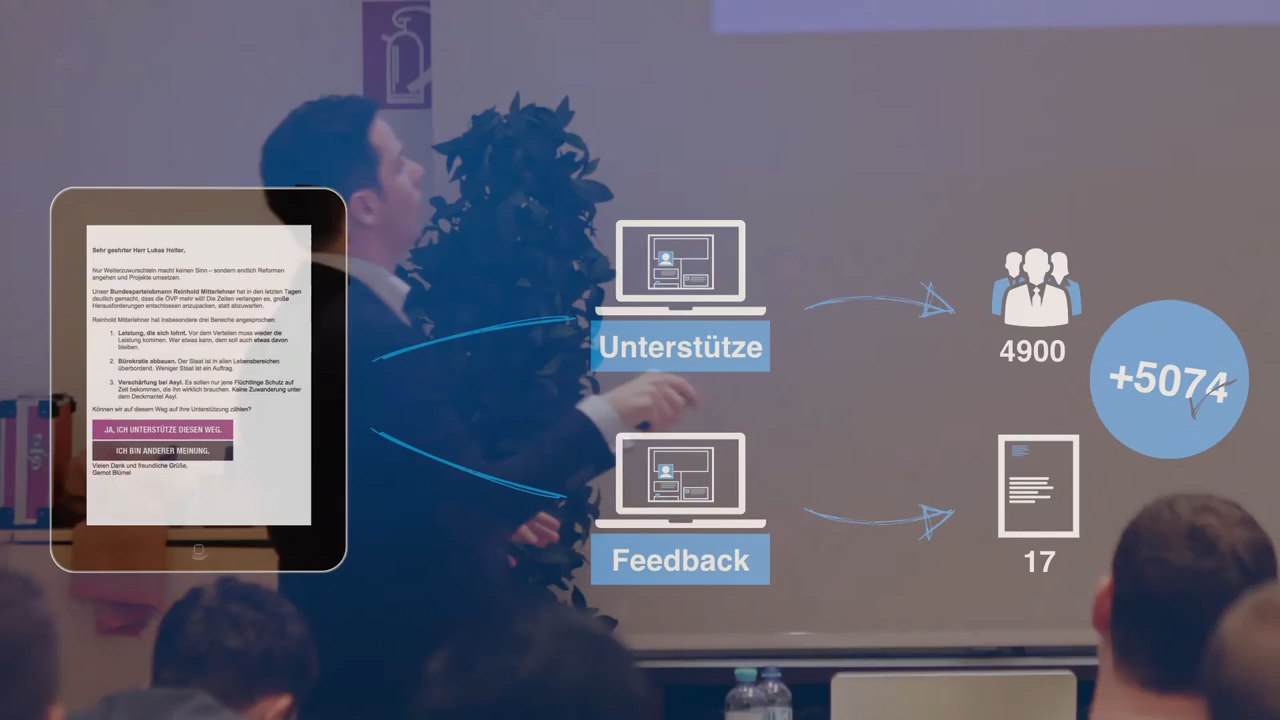 Sehr geehrter Herr Lukas Holter,
Nur Weiterzuwurschteln macht keinen Sinn – sondern endlich Reformen
angehen und Projekte umsetzen.
Unser Bundesparteiobmann Reinhold Mitterlehner hat in den letzten Tagen
deutlich gemacht, dass die ÖVP mehr will! Die Zeiten verlangen es, große
Herausforderungen entschlossen anzupacken, statt abzuwarten.
Reinhold Mitterlehner hat insbesondere drei Bereiche angesprochen:
1. Leistung, die sich lohnt. Vor dem Verteilen muss wieder die
Leistung kommen. Wer etwas kann, dem soll auch etwas davon
bleiben.
2. Bürokratie abbauen. Der Staat ist in allen Lebensbereichen
überbordend. Weniger Staat ist ein Auftrag.
3. Verschärfung bei Asyl. Es sollen nur jene Flüchtlinge Schutz auf
Zeit bekommen, die ihn wirklich brauchen. Keine Zuwanderung unter
dem Deckmantel Asyl.
Können wir auf diesem Weg auf Ihre Unterstützung zählen?
JA, ICH UNTERSTÜTZE DIESEN WEG.
ICH BIN ANDERER MEINUNG.
Vielen Dank und freundliche Grüße,
Gernot Blümel
Unterstütze
4900
+5074
Feedback
17